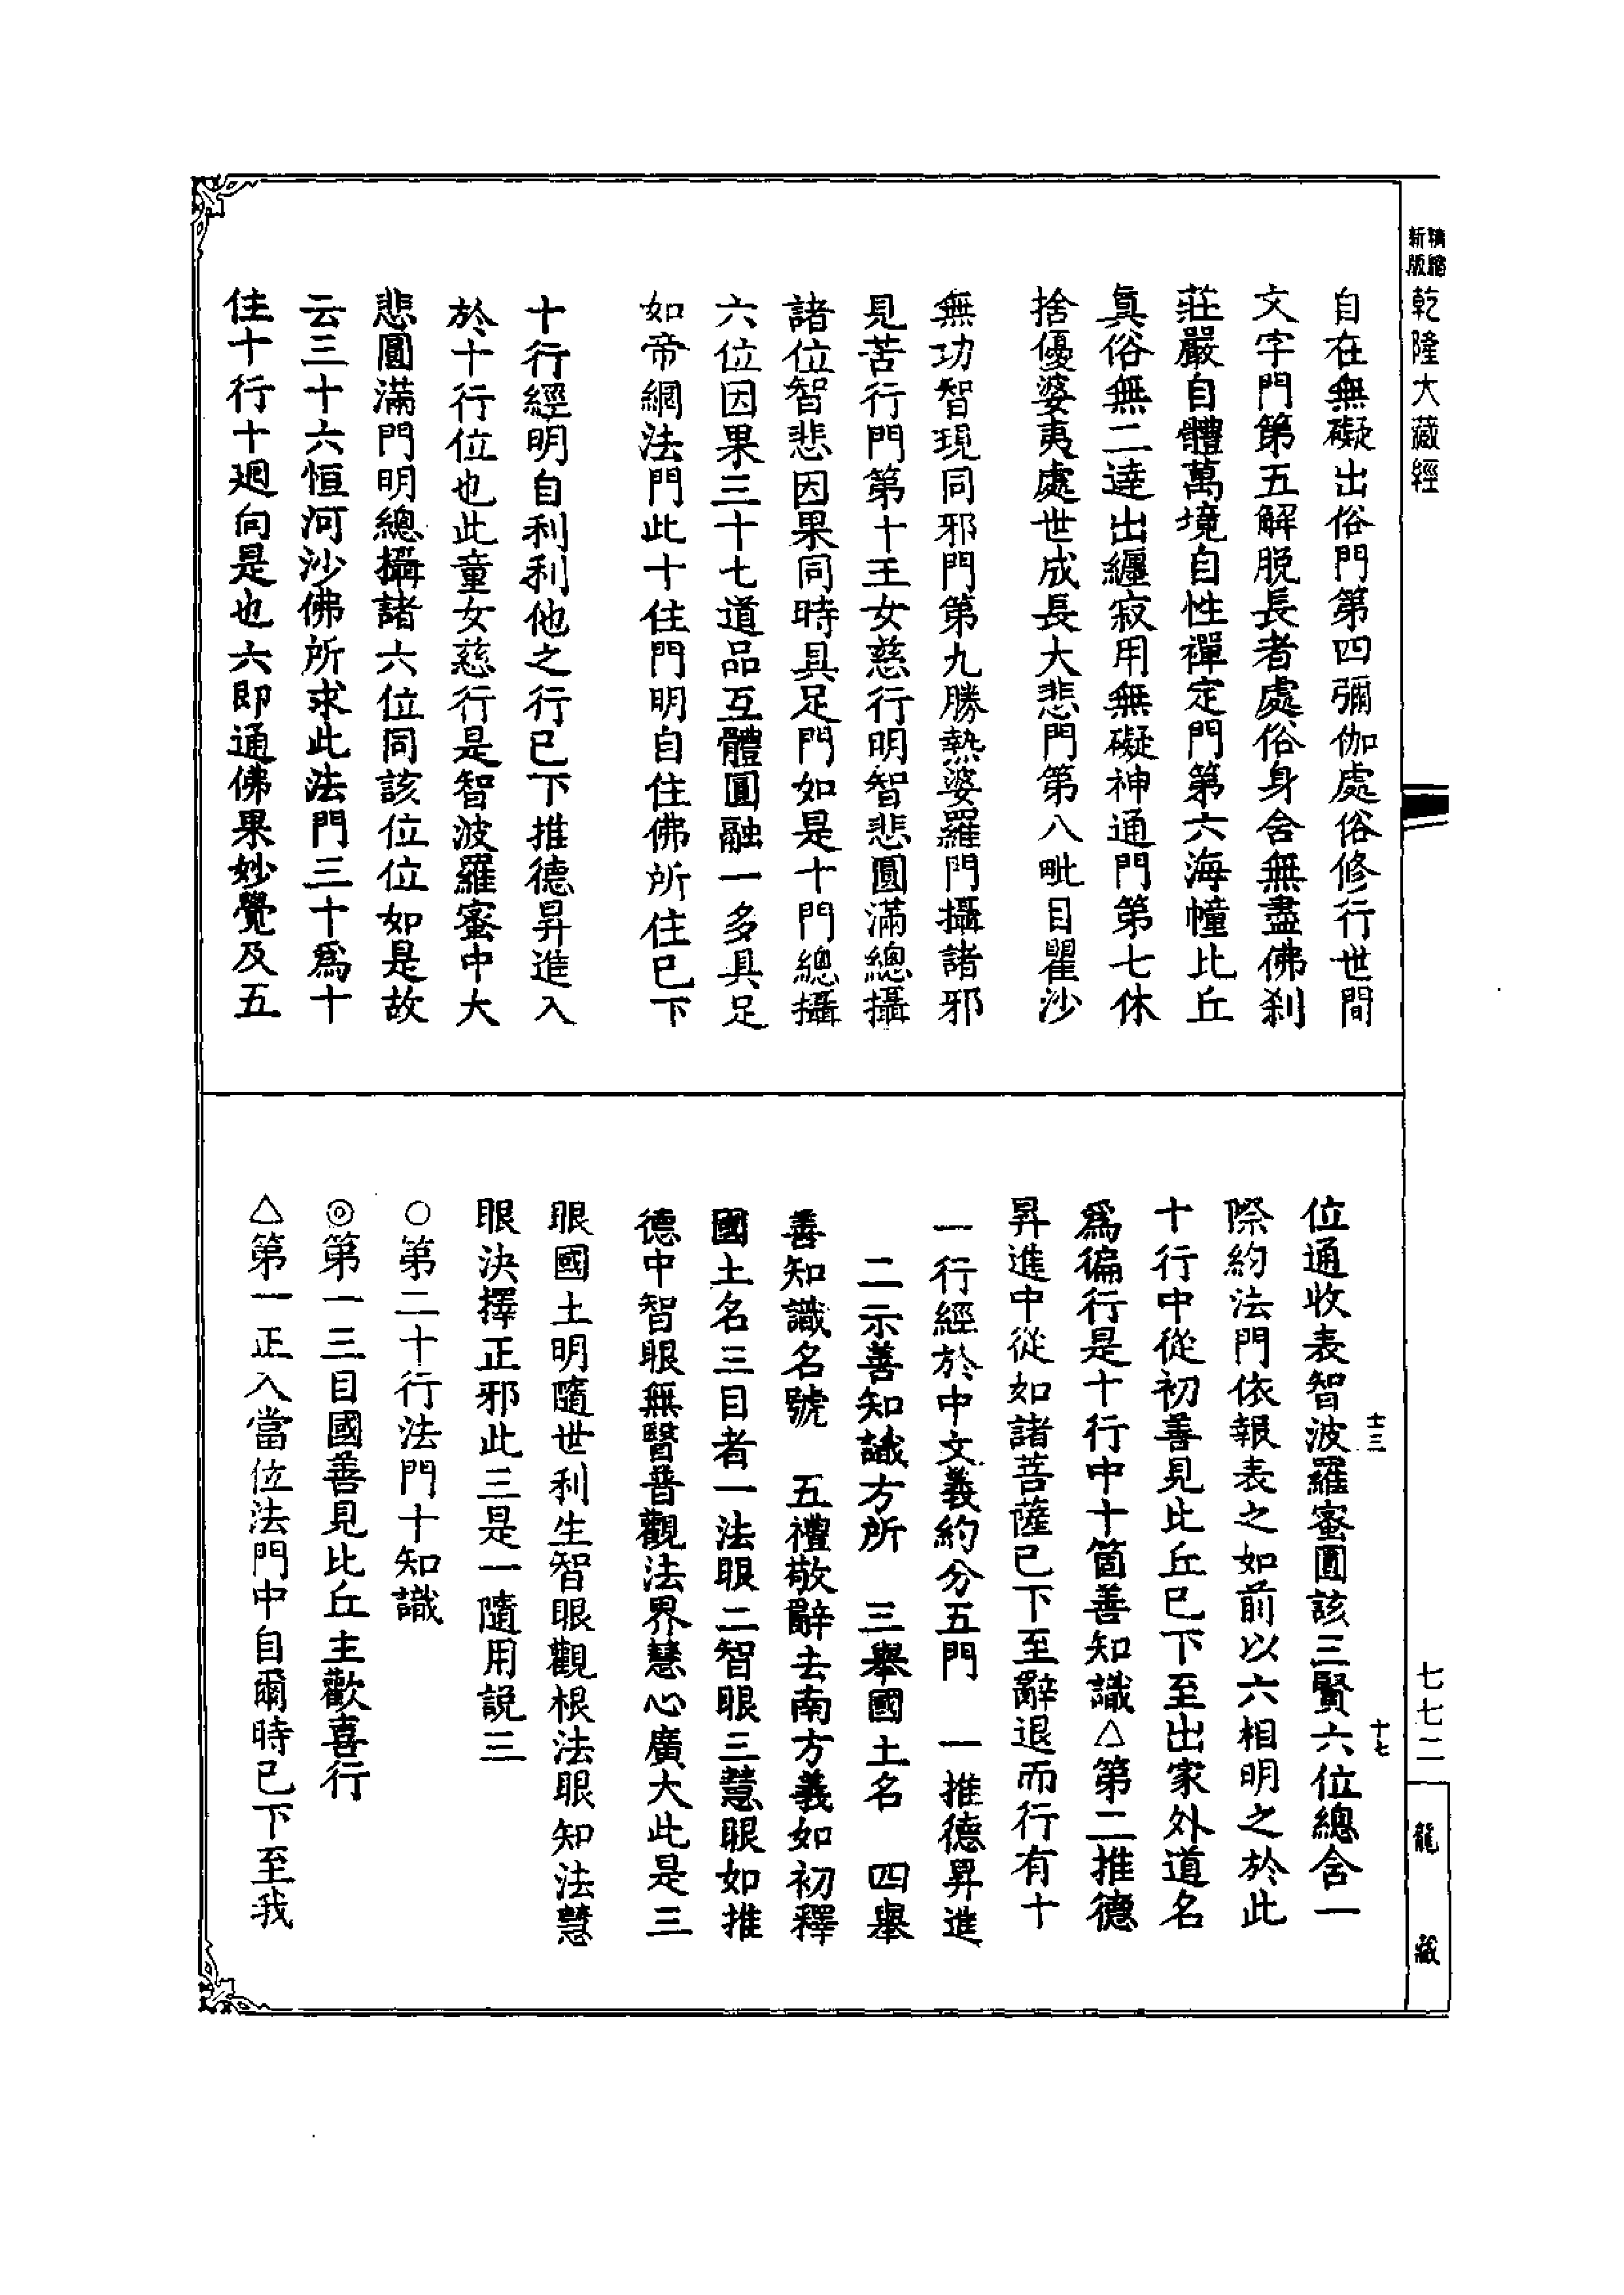 精縮
新版
乾隆大藏經
自在無礙出俗門第四彌伽處俗修行世間
文字門第五解脫長者處俗身含無盡佛刹
莊嚴自體萬境自性禪定門第六海幢比丘
真俗無二達出纏寂用無礙神通門第七休
捨優婆夷處世成長大悲門第八毗目瞿沙
無功智現同邪門第九勝熱婆羅門攝諸邪
見苦行門第十王女慈行明智悲圓滿總攝
諸位智悲因果同時具足門如是十門總攝
六位因果三十七道品互體圓融一多具足
如帝網法門此十住門明自住佛所住已下
十行經明自利利他之行已下推德昇進入
於十行位也此童女慈行是智波羅蜜中大
悲圓滿門明總攝諸六位同該位位如是故
云三十六恒河沙佛所求此法門三十爲十
住十行十迴向是也六即通佛果妙覺及五
位通收表智波羅蜜圓該三賢六位總含一
際約法門依報表之如前以六相明之於此
十行中從初善見比丘已下至出家外道名
爲徧行是十行中十箇善知識△第二推德
昇進中從如諸菩薩已下至辭退而行有十
一行經於中文義約分五門　一推德昇進
二示善知識方所　三舉國土名　四舉
善知識名號　五禮敬辭去南方義如初釋
國土名三目者一法眼二智眼三慧眼如推
德中智眼無瞖普觀法界慧心廣大此是三
眼國土明隨世利生智眼觀根法眼知法慧
眼決擇正邪此三是一隨用說三
○第二十行法門十知識
◎第一三目國善見比丘主歡喜行
△第一正入當位法門中自爾時已下至我
十三
十七
七七二
龍藏